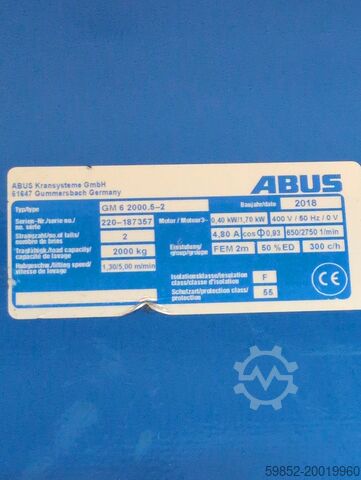 ABUS Kransysteme GmbH
51647 Gummersbach Germany
ABUS
Typ/type GM 6 2000.5-2 Baujahr/date 2018
Serien-Nr./serie no./no. série 220-187357 Motor / Moteur3~ 0,40 kW/1,70 kW 400 V / 50 Hz / 0 V
Strangzahl/no.of falls/nombre de brins 2 4,80 A cosΦ0,93 650/2750 1/min
Tragfähigk./load capacity/capacité de levage 2000 kg Einstufung/group/groupe FEM 2m 50 %ED 300 c/h
Hubgeschw./lifting speed/vitesse de levage 1,30/5,00 m/min
Isolationsklasse/insulation class/classe d'isolation F
Schutzart/protection class/protection 55
CE
59852-20019960